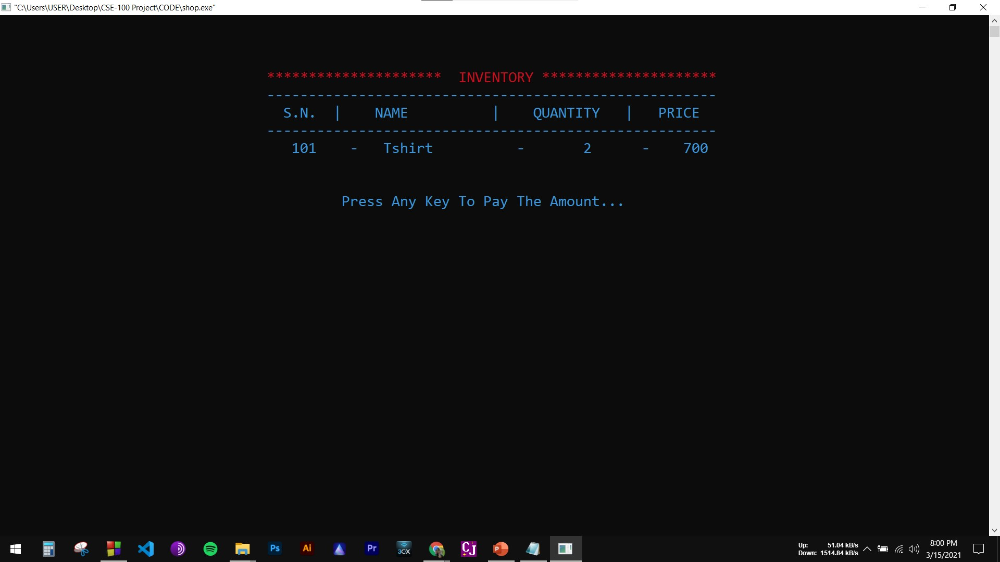 "C:\Users\USER\Desktop\CSE-100 Project\CODE\shop.exe"
********************* INVENTORY *********************
------------------------------------------------------
S.N. | NAME | QUANTITY | PRICE
------------------------------------------------------
101 - Tshirt - 2 - 700
Press Any Key To Pay The Amount...
Ps Ai Pr 3CX CJ P
Up: 51.04 kB/s
Down: 1514.84 kB/s
8:00 PM
3/15/2021